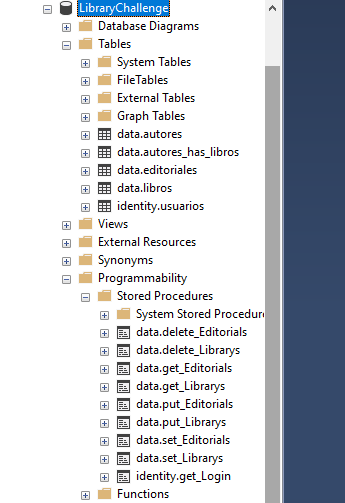 LibraryChallenge
Database Diagrams
Tables
System Tables
FileTables
External Tables
Graph Tables
data.autores
data.autores_has_libros
data.editoriales
data.libros
identity.usuarios
Views
External Resources
Synonyms
Programmability
Stored Procedures
System Stored Procedure
data.delete_Editorials
data.delete_Librarys
data.get_Editorials
data.get_Librarys
data.put_Editorials
data.put_Librarys
data.set_Editorials
data.set_Librarys
identity.get_Login
Functions